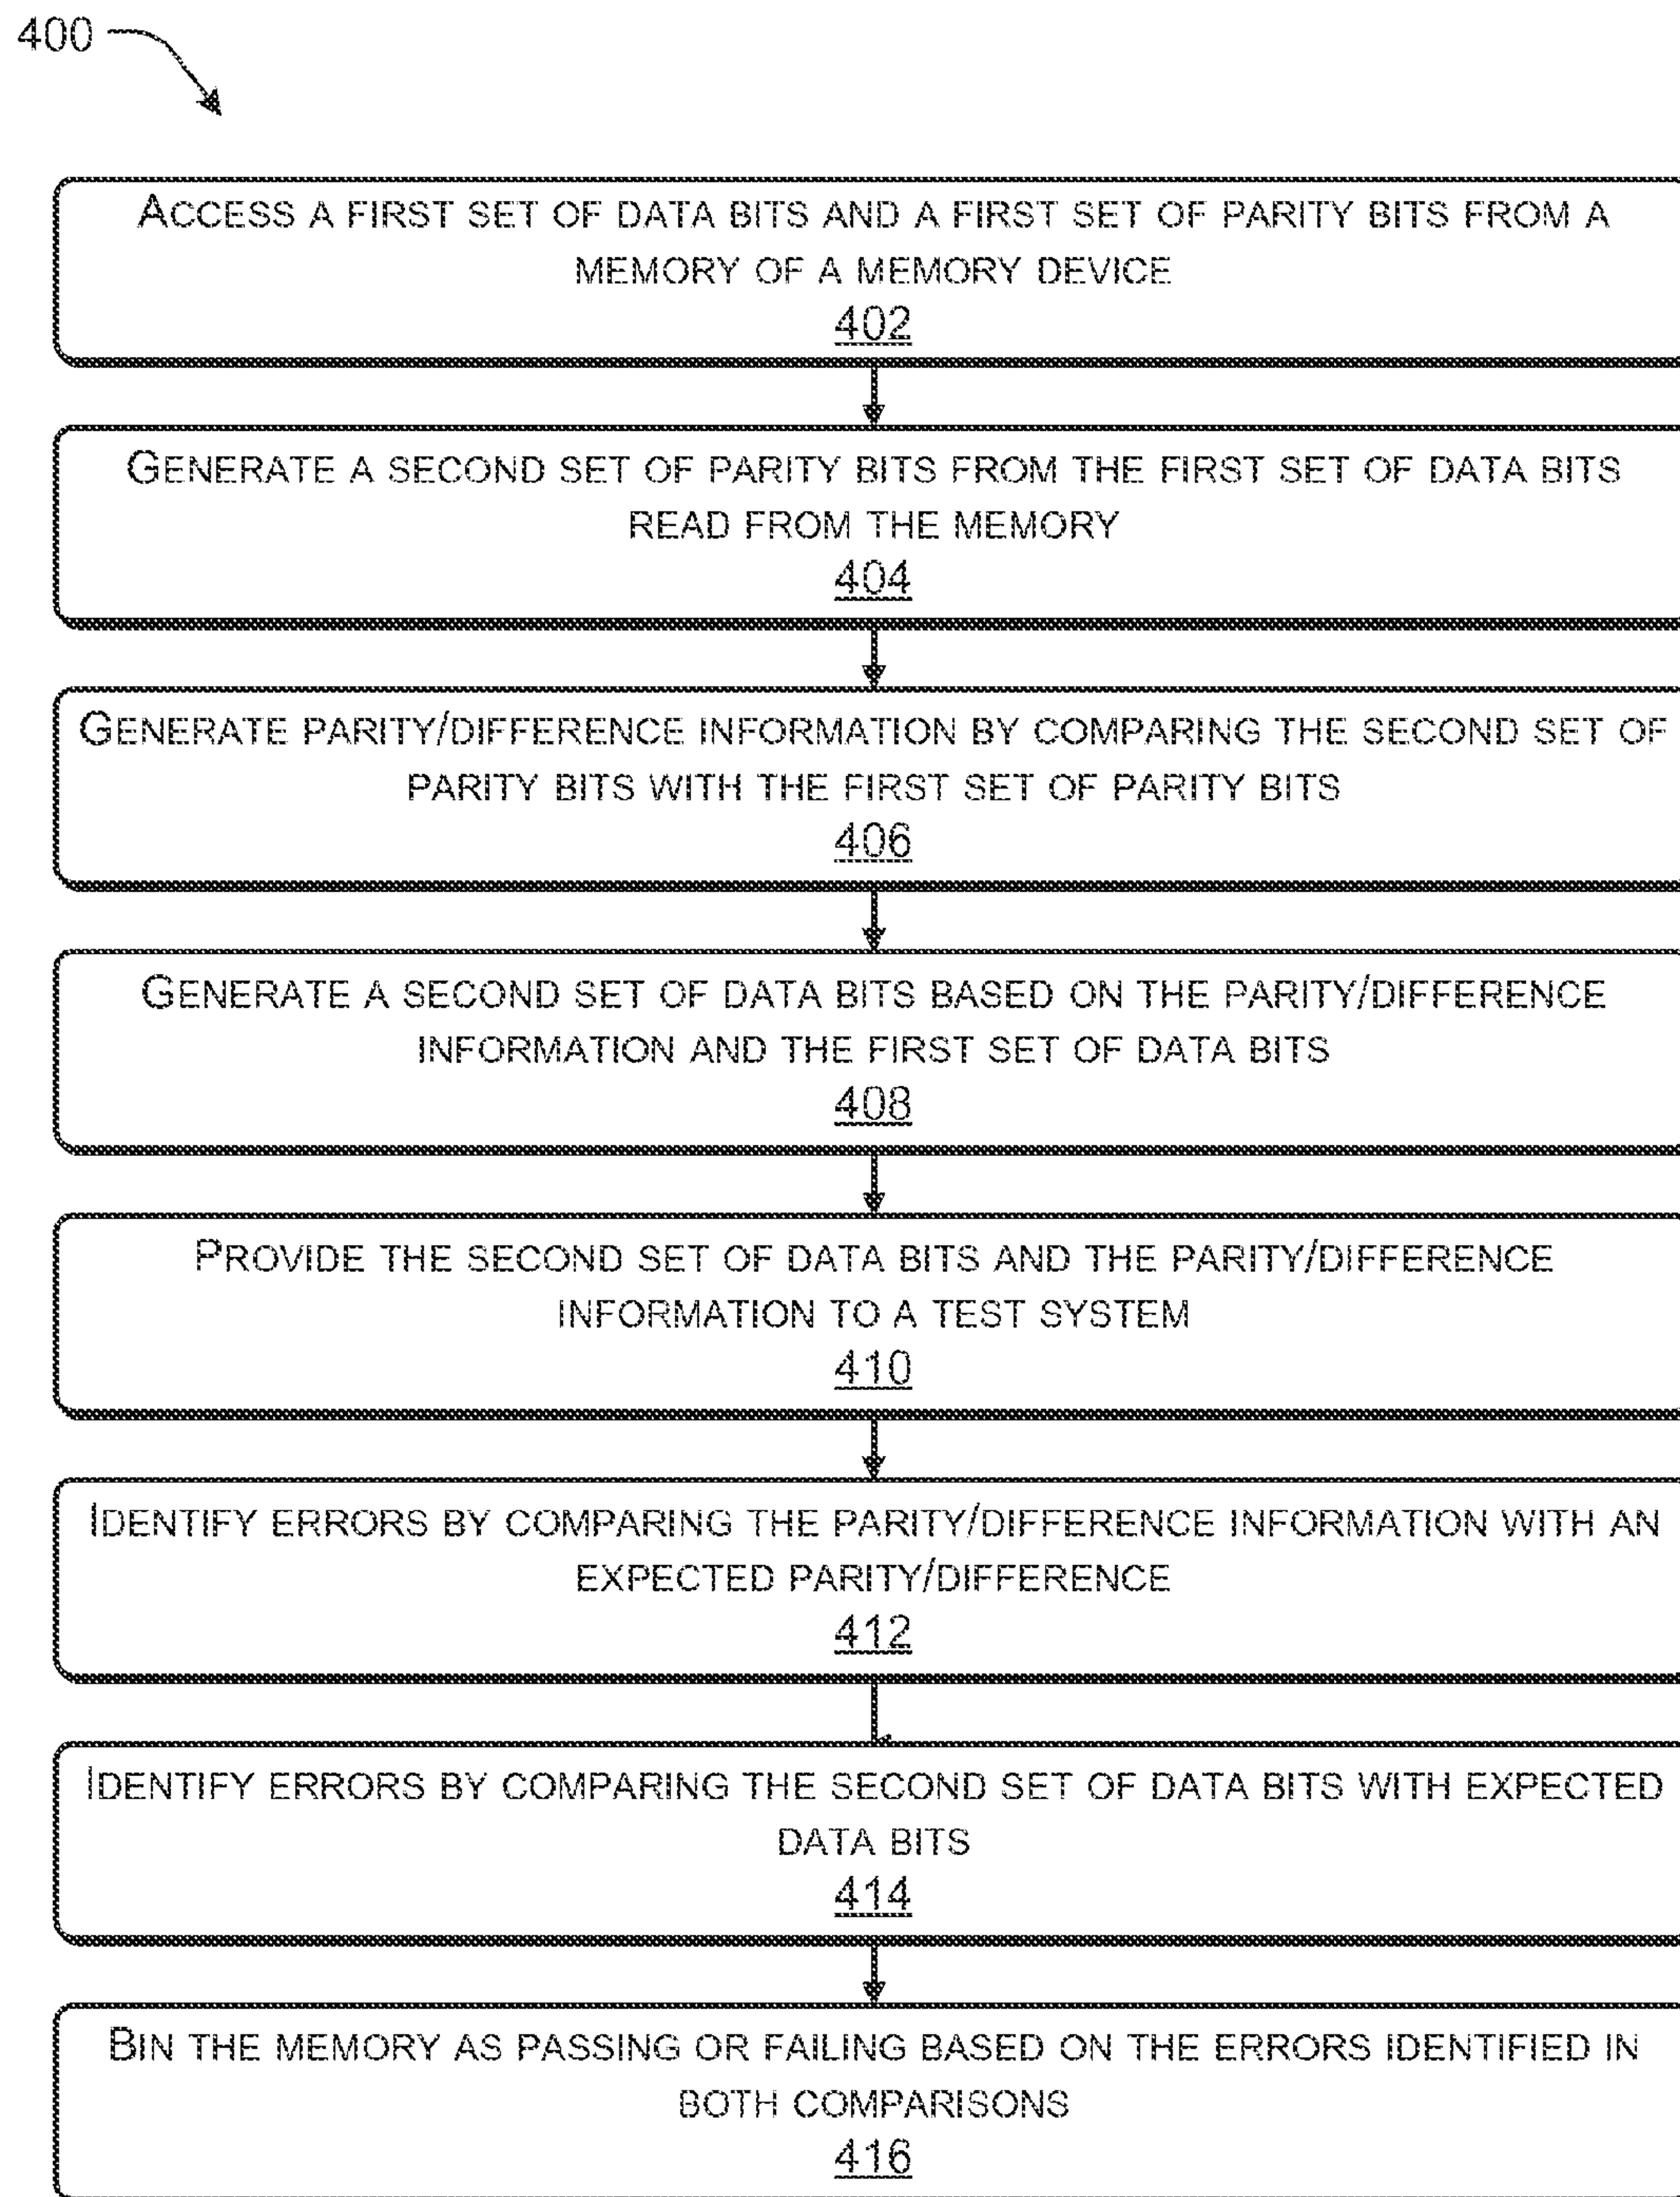 400
ACCESS A FIRST SET OF DATA BITS AND A FIRST SET OF PARITY BITS FROM A
MEMORY OF A MEMORY DEVICE
402
GENERATE A SECOND SET OF PARITY BITS FROM THE FIRST SET OF DATA BITS
READ FROM THE MEMORY
404
GENERATE PARITY/DIFFERENCE INFORMATION BY COMPARING THE SECOND SET OF
PARITY BITS WITH THE FIRST SET OF PARITY BITS
406
GENERATE A SECOND SET OF DATA BITS BASED ON THE PARITY/DIFFERENCE
INFORMATION AND THE FIRST SET OF DATA BITS
408
PROVIDE THE SECOND SET OF DATA BITS AND THE PARITY/DIFFERENCE
INFORMATION TO A TEST SYSTEM
410
IDENTIFY ERRORS BY COMPARING THE PARITY/DIFFERENCE INFORMATION WITH AN
EXPECTED PARITY/DIFFERENCE
412
IDENTIFY ERRORS BY COMPARING THE SECOND SET OF DATA BITS WITH EXPECTED
DATA BITS
414
BIN THE MEMORY AS PASSING OR FAILING BASED ON THE ERRORS IDENTIFIED IN
BOTH COMPARISONS
416